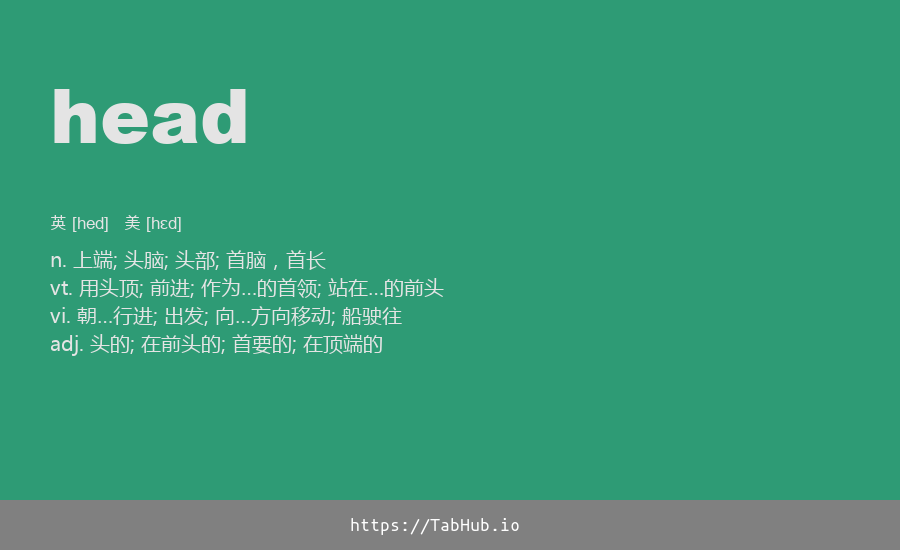 head
英 [hed] 美 [hɛd]
n. 上端; 头脑; 头部; 首脑，首长
vt. 用头顶; 前进; 作为…的首领; 站在…的前头
vi. 朝…行进; 出发; 向…方向移动; 船驶往
adj. 头的; 在前头的; 首要的; 在顶端的
https://TabHub.io